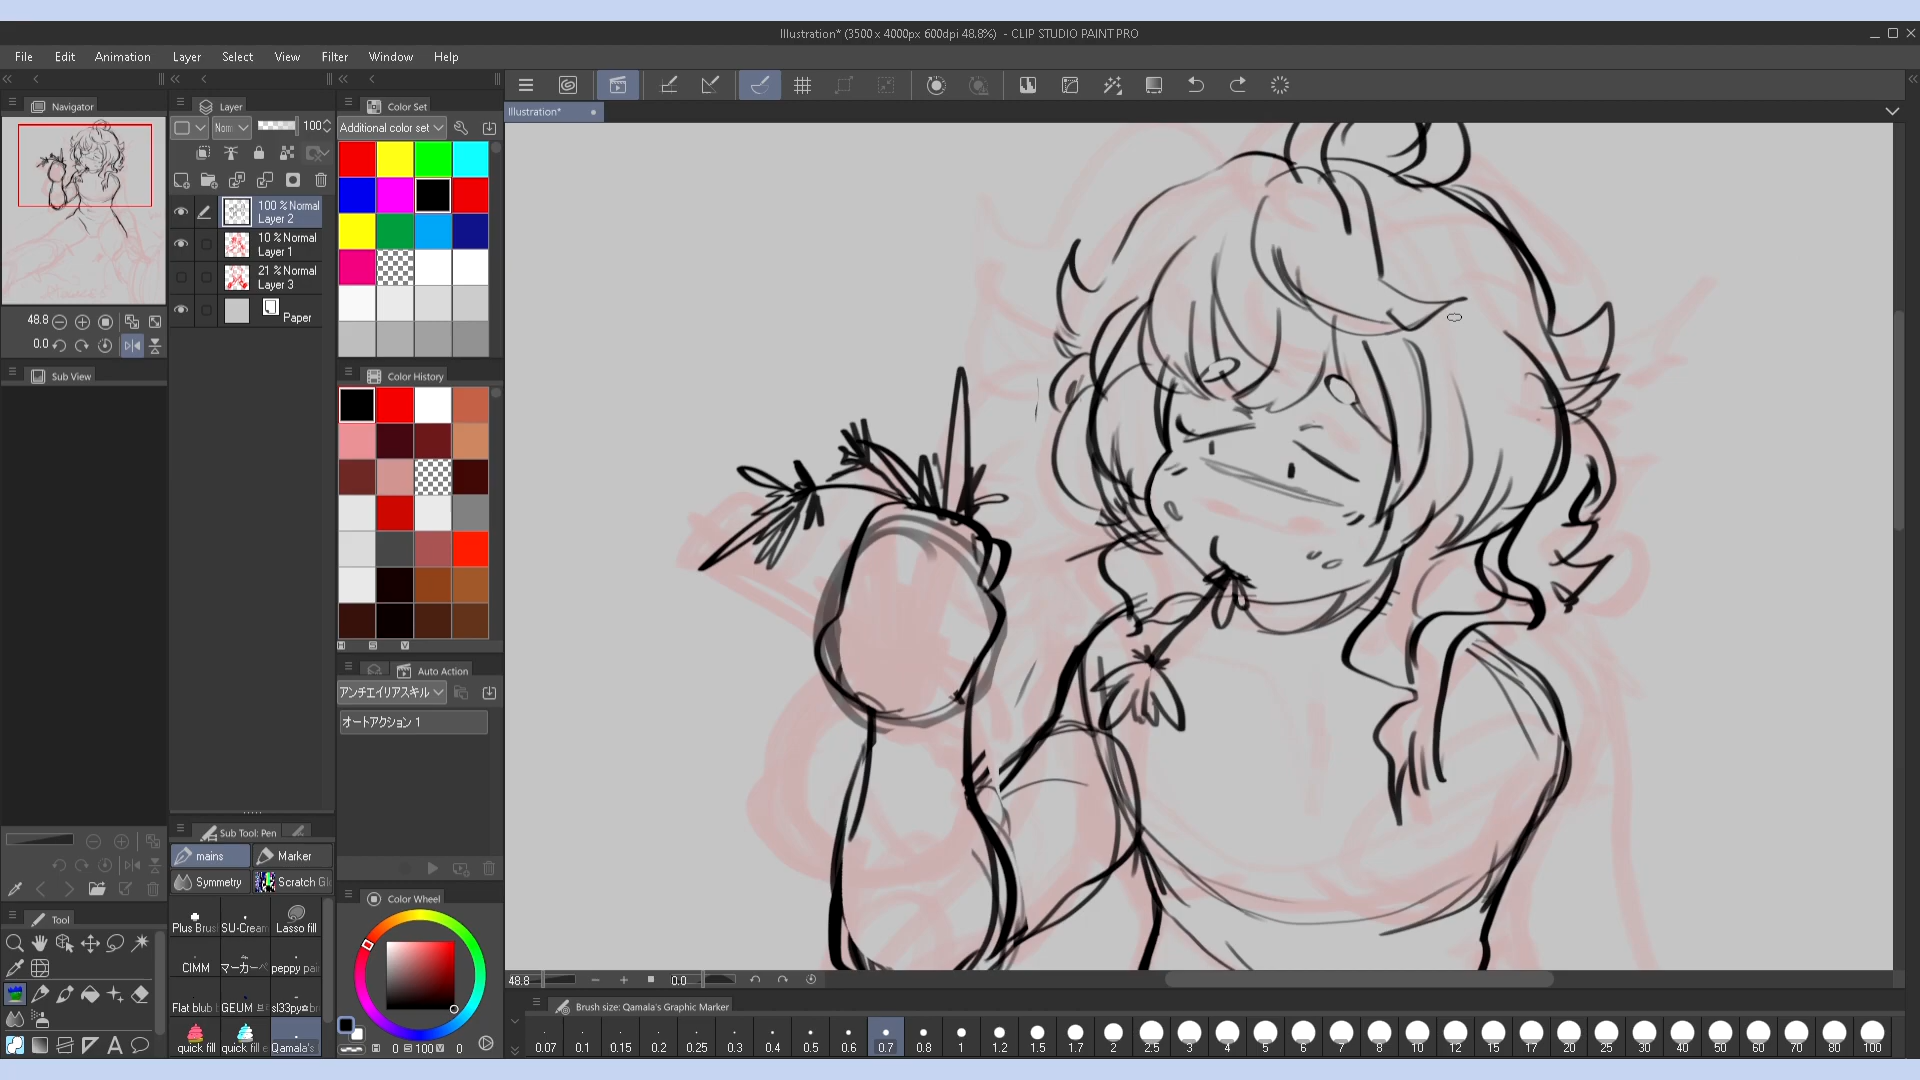 Illustration* (3500 x 4000px 600dpi 48.8%) - CLIP STUDIO PAINT PRO
File Edit Animation Layer Select View Filter Window Help
Navigator
Layer
Color Set
Illustration*
Norm
100
Additional color set
100 % Normal
Layer 2
10 % Normal
Layer 1
21 % Normal
Layer 3
Paper
48.8
0.0
Sub View
Color History
Auto Action
アンチエイリアスキル
オートアクション 1
Sub Tool: Pen
mains
Marker
Symmetry
Scratch
Color Wheel
Tool
Plus Brus
SU-Cream
Lasso fill
CIMM
マーカーペ
peppy pai
Flat blub
GEUM
quick fill
quick fill
Qamala's
0 S 100 V 0
48.8
0.0
Brush size: Qamala's Graphic Marker
0.07 0.1 0.15 0.2 0.25 0.3 0.4 0.5 0.6 0.7 0.8 1 1.2 1.5 1.7 2 2.5 3 4 5 6 7 8 10 12 15 17 20 25 30 40 50 60 70 80 100